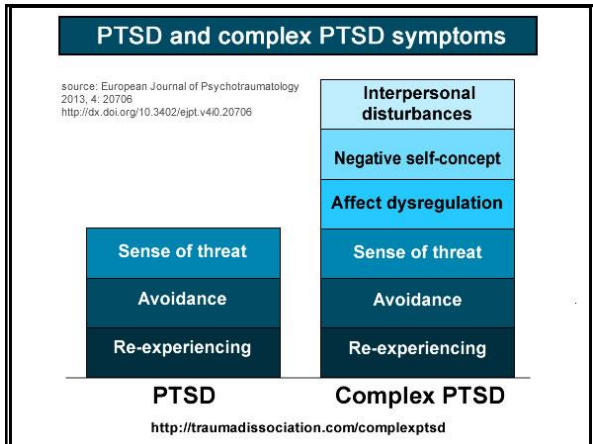 PTSD and complex PTSD symptoms
source: European Journal of Psychotraumatology
2013, 4: 20706
http://dx.doi.org/10.3402/ejpt.v4i0.20706
Interpersonal
disturbances
Negative self-concept
Affect dysregulation
Sense of threat
Sense of threat
Avoidance
Avoidance
Re-experiencing
Re-experiencing
PTSD
Complex PTSD
http://traumadissociation.com/complexptsd